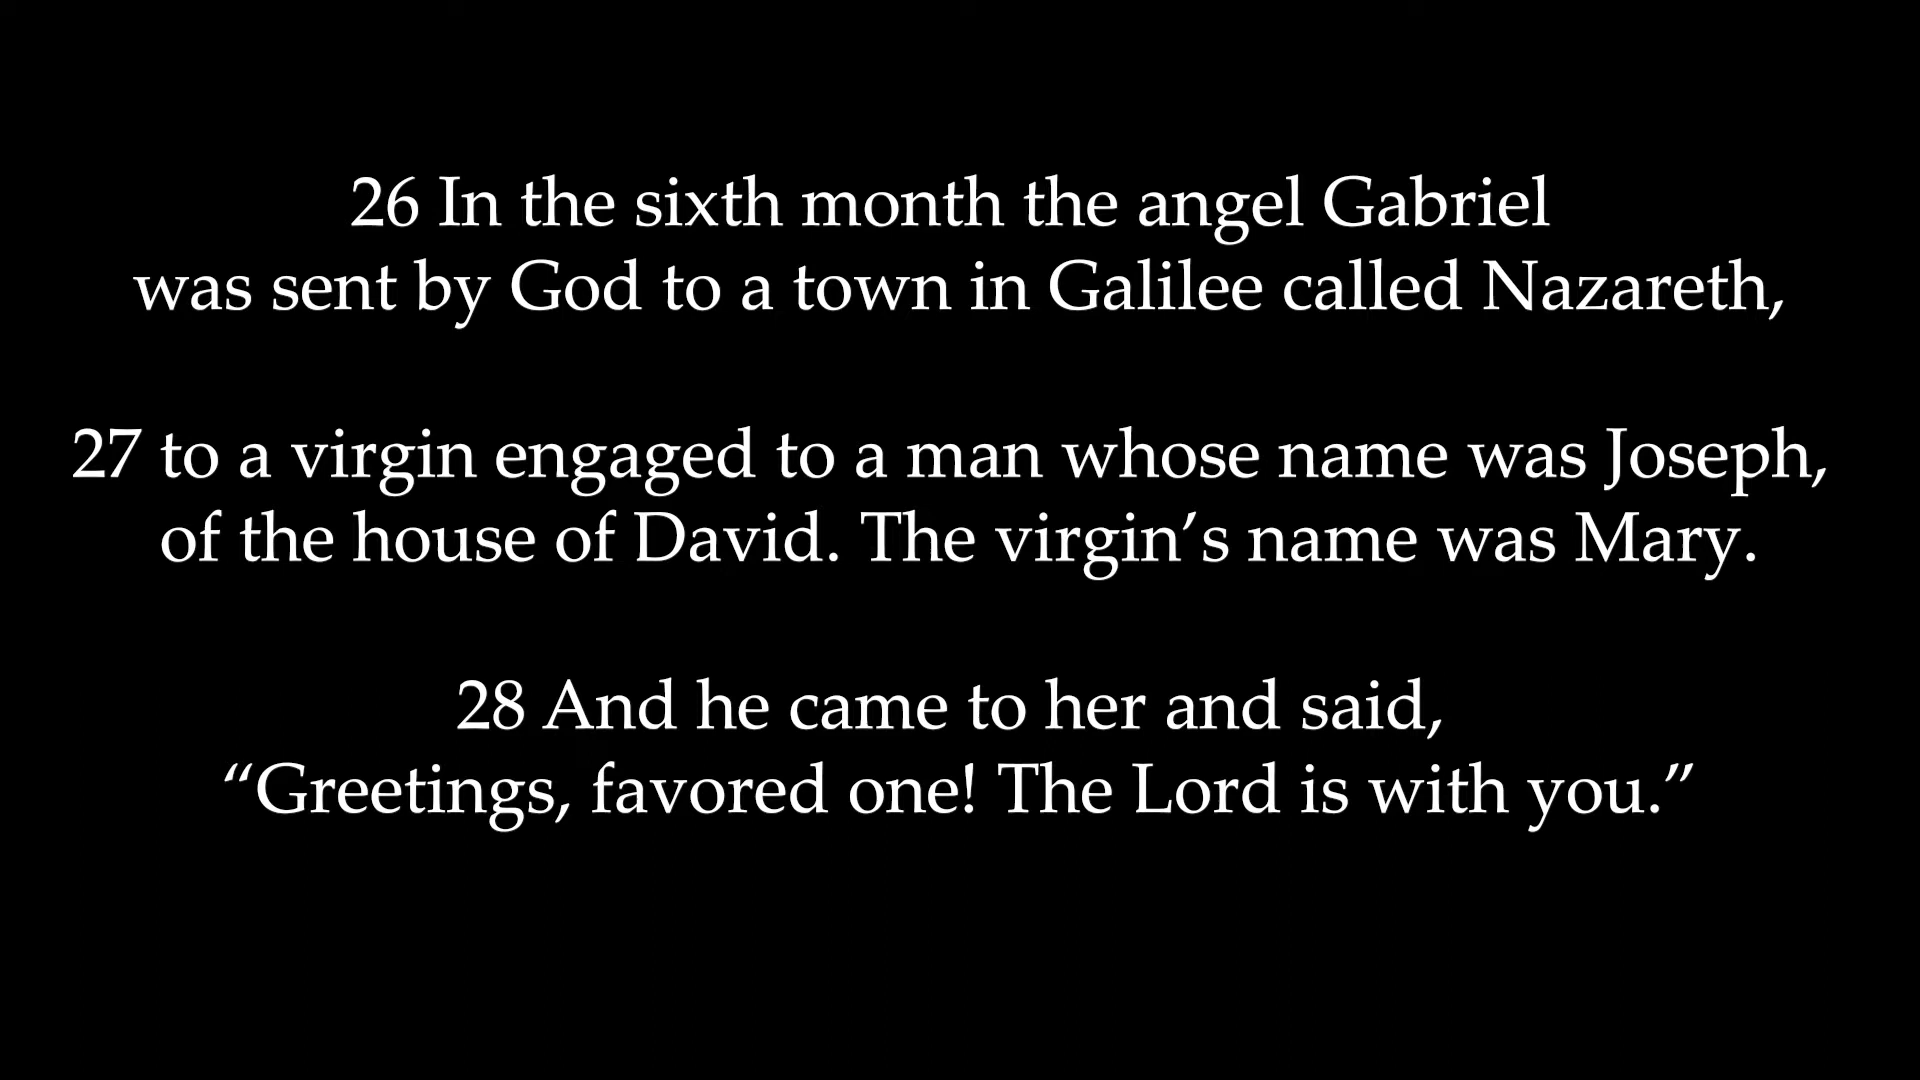 26 In the sixth month the angel Gabriel
was sent by God to a town in Galilee called Nazareth,
27 to a virgin engaged to a man whose name was Joseph,
of the house of David. The virgin’s name was Mary.
28 And he came to her and said,
“Greetings, favored one! The Lord is with you.”